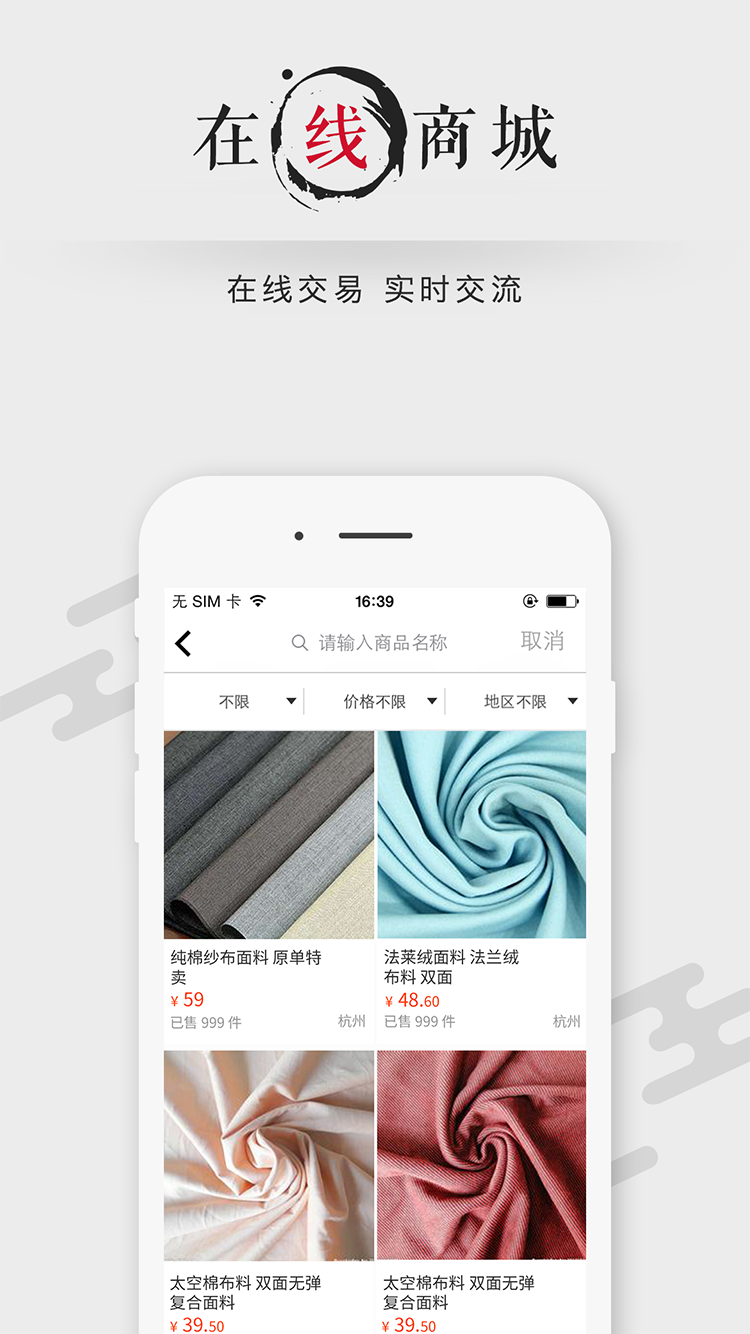 在线商城
在线交易 实时交流
无 SIM 卡 16:39
请输入商品名称 取消
不限 价格不限 地区不限
纯棉纱布面料 原单特
卖
¥ 59
已售 999 件 杭州
法莱绒面料 法兰绒
布料 双面
¥ 48.60
已售 999 件 杭州
太空棉布料 双面无弹
复合面料
¥ 39.50
太空棉布料 双面无弹
复合面料
¥ 39.50